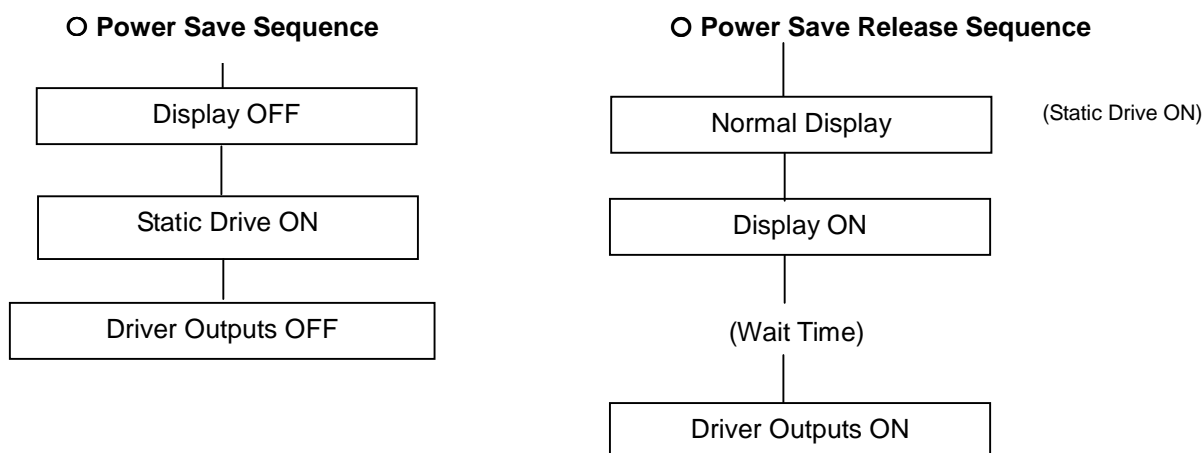 O Power Save Sequence
Display OFF
Static Drive ON
Driver Outputs OFF
O Power Save Release Sequence
Normal Display
(Static Drive ON)
Display ON
(Wait Time)
Driver Outputs ON